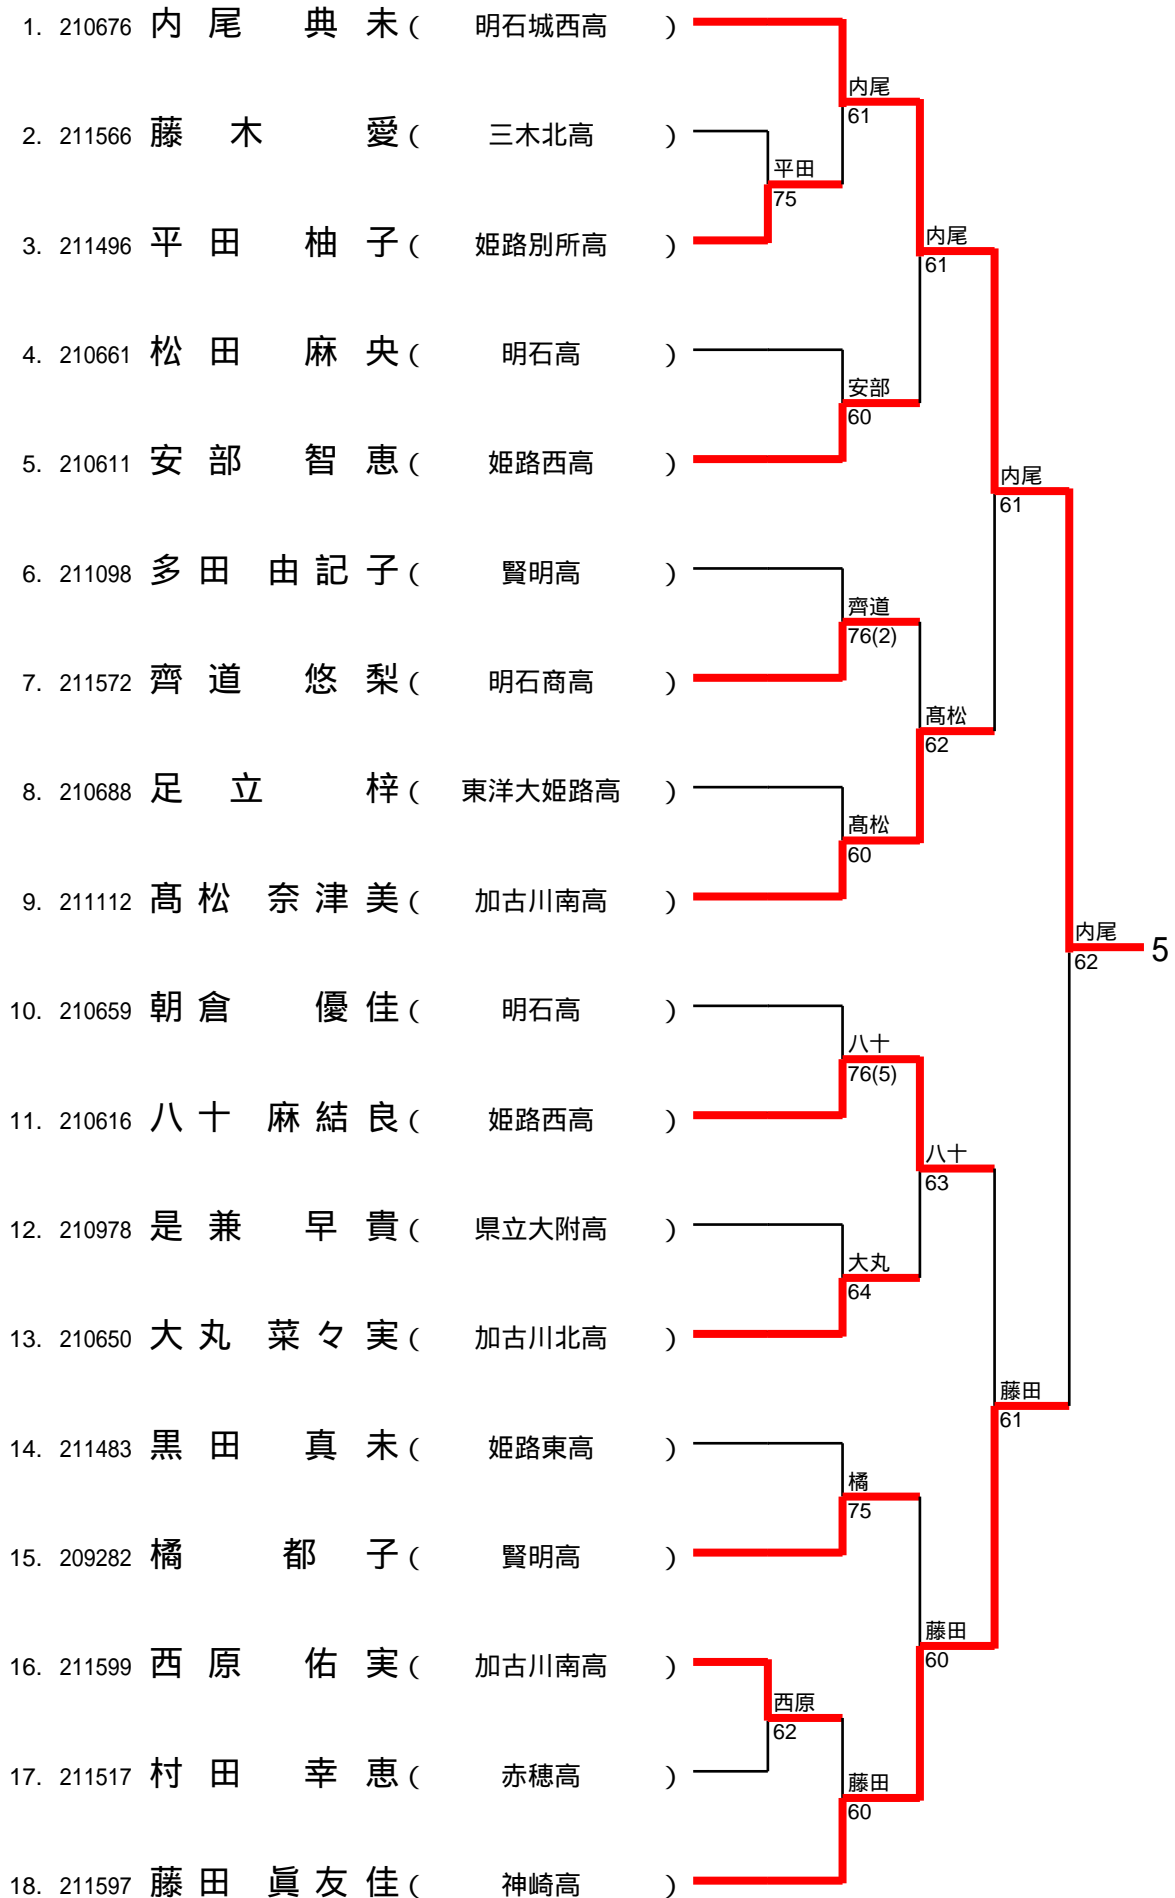 1. 210676 内尾 典未 ( 明石城西高 )
内尾
61
2. 211566 藤木 愛 ( 三木北高 )
平田
75
3. 211496 平田 柚子 ( 姫路別所高 )
内尾
61
4. 210661 松田 麻央 ( 明石高 )
安部
60
5. 210611 安部 智恵 ( 姫路西高 )
内尾
61
6. 211098 多田 由記子 ( 賢明高 )
齊道
76(2)
7. 211572 齊道 悠梨 ( 明石商高 )
髙松
62
8. 210688 足立 梓 ( 東洋大姫路高 )
髙松
60
9. 211112 髙松 奈津美 ( 加古川南高 )
内尾
62
5
10. 210659 朝倉 優佳 ( 明石高 )
八十
76(5)
11. 210616 八十 麻結良 ( 姫路西高 )
八十
63
12. 210978 是兼 早貴 ( 県立大附高 )
大丸
64
13. 210650 大丸 菜々実 ( 加古川北高 )
藤田
61
14. 211483 黒田 真未 ( 姫路東高 )
橘
75
15. 209282 橘 都子 ( 賢明高 )
藤田
60
16. 211599 西原 佑実 ( 加古川南高 )
西原
62
17. 211517 村田 幸恵 ( 赤穂高 )
藤田
60
18. 211597 藤田 眞友佳 ( 神崎高 )